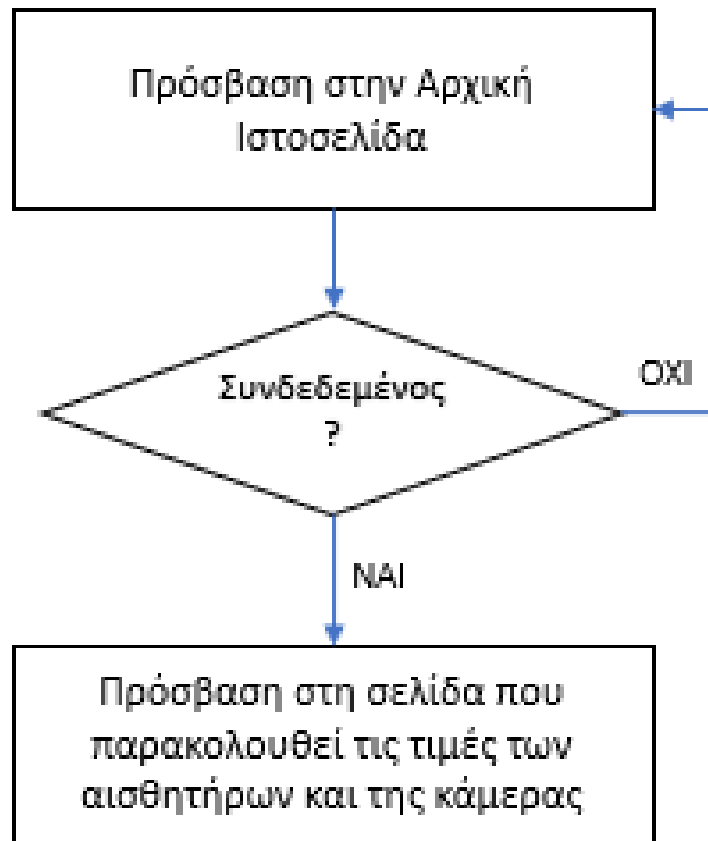 Πρόσβαση στην Αρχική
Ιστοσελίδα
Συνδεδεμένος
?
ΟΧΙ
ΝΑΙ
Πρόσβαση στη σελίδα που
παρακολουθεί τις τιμές των
αισθητήρων και της κάμερας